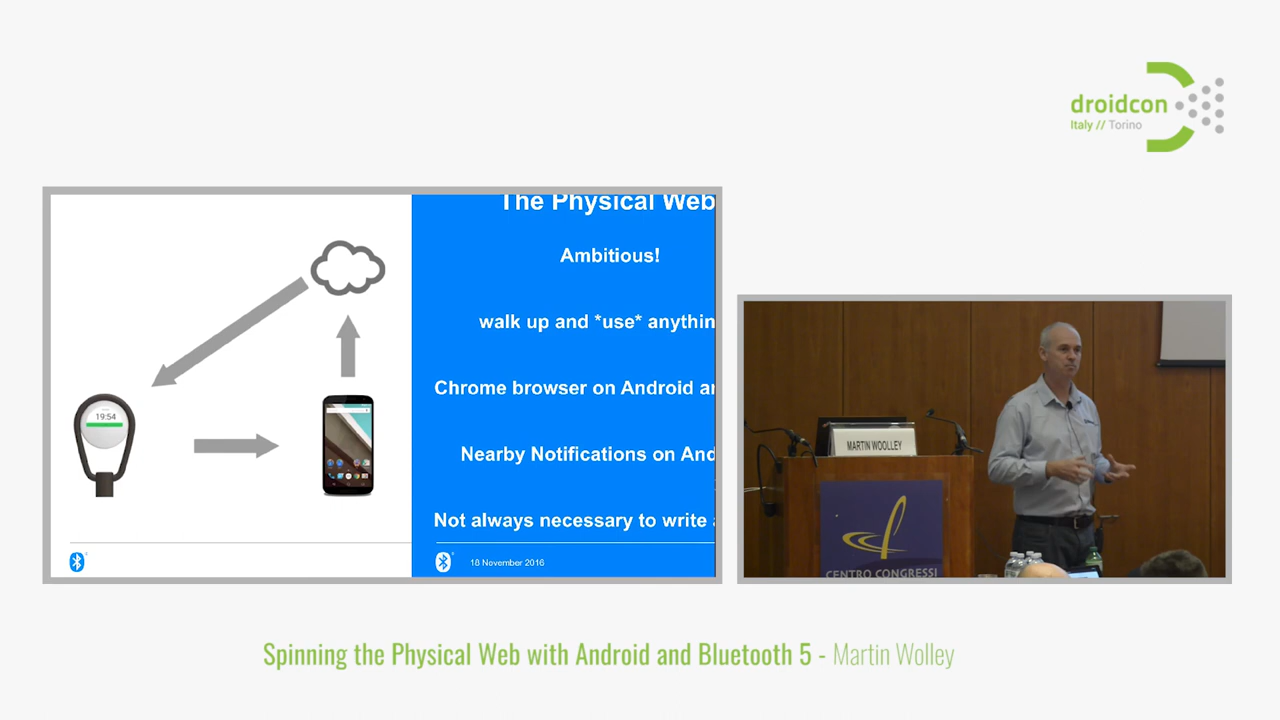 droidcon
Italy // Torino
The Physical Web
Ambitious!
walk up and *use* anythin
Chrome browser on Android ar
Nearby Notifications on And
Not always necessary to write a
19:54
18 November 2016
MARTIN WOOLLEY
CENTRO CONGRESSI
Spinning the Physical Web with Android and Bluetooth 5 - Martin Wolley